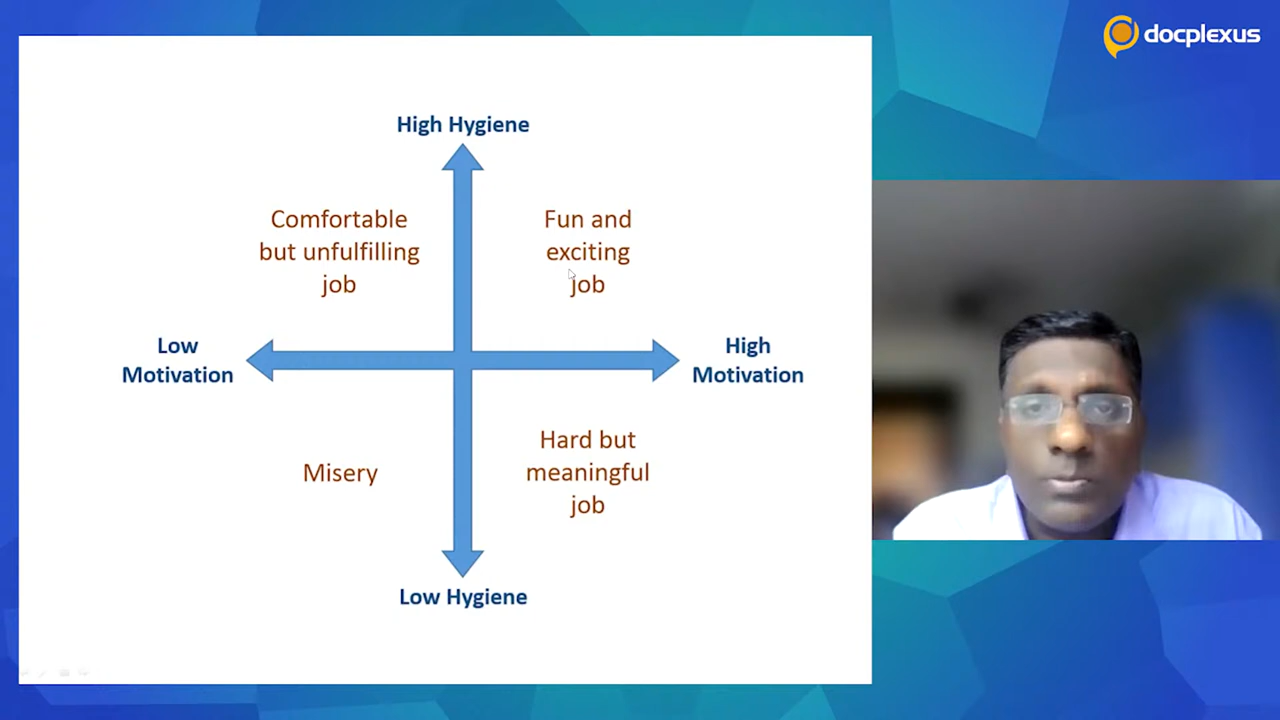 docplexus
High Hygiene
Comfortable
but unfulfilling
job
Fun and
exciting
job
Low
Motivation
High
Motivation
Misery
Hard but
meaningful
job
Low Hygiene